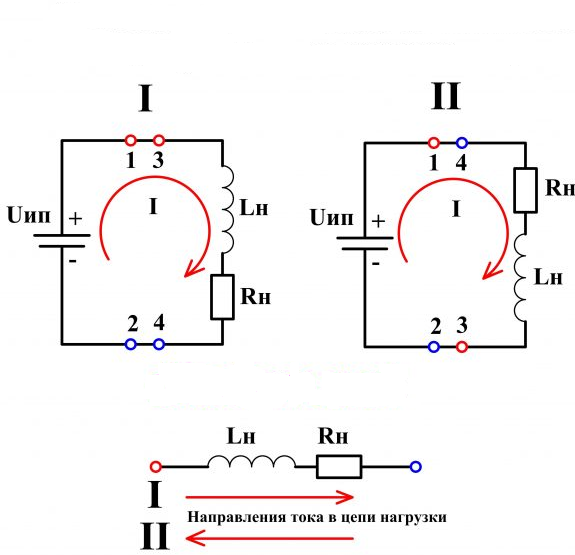 I
II
1 3
1 4
Uип + -
I
Lн
Rн
2 4
Uип + -
I
Rн
Lн
2 3
Lн Rн
I
Направления тока в цепи нагрузки
II